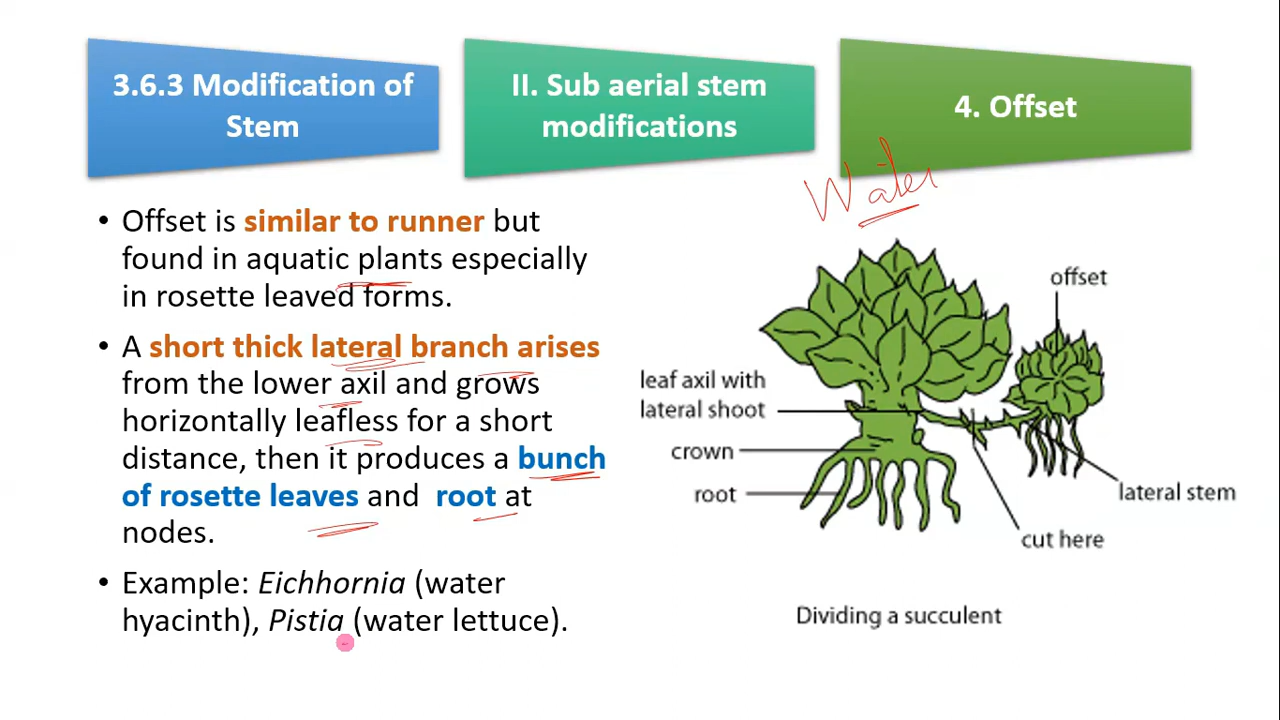 3.6.3 Modification of
Stem
II. Sub aerial stem
modifications
4. Offset
Water
• Offset is similar to runner but
found in aquatic plants especially
in rosette leaved forms.
• A short thick lateral branch arises
from the lower axil and grows
horizontally leafless for a short
distance, then it produces a bunch
of rosette leaves and root at
nodes.
• Example: Eichhornia (water
hyacinth), Pistia (water lettuce).
offset
leaf axil with
lateral shoot
crown
root
lateral stem
cut here
Dividing a succulent